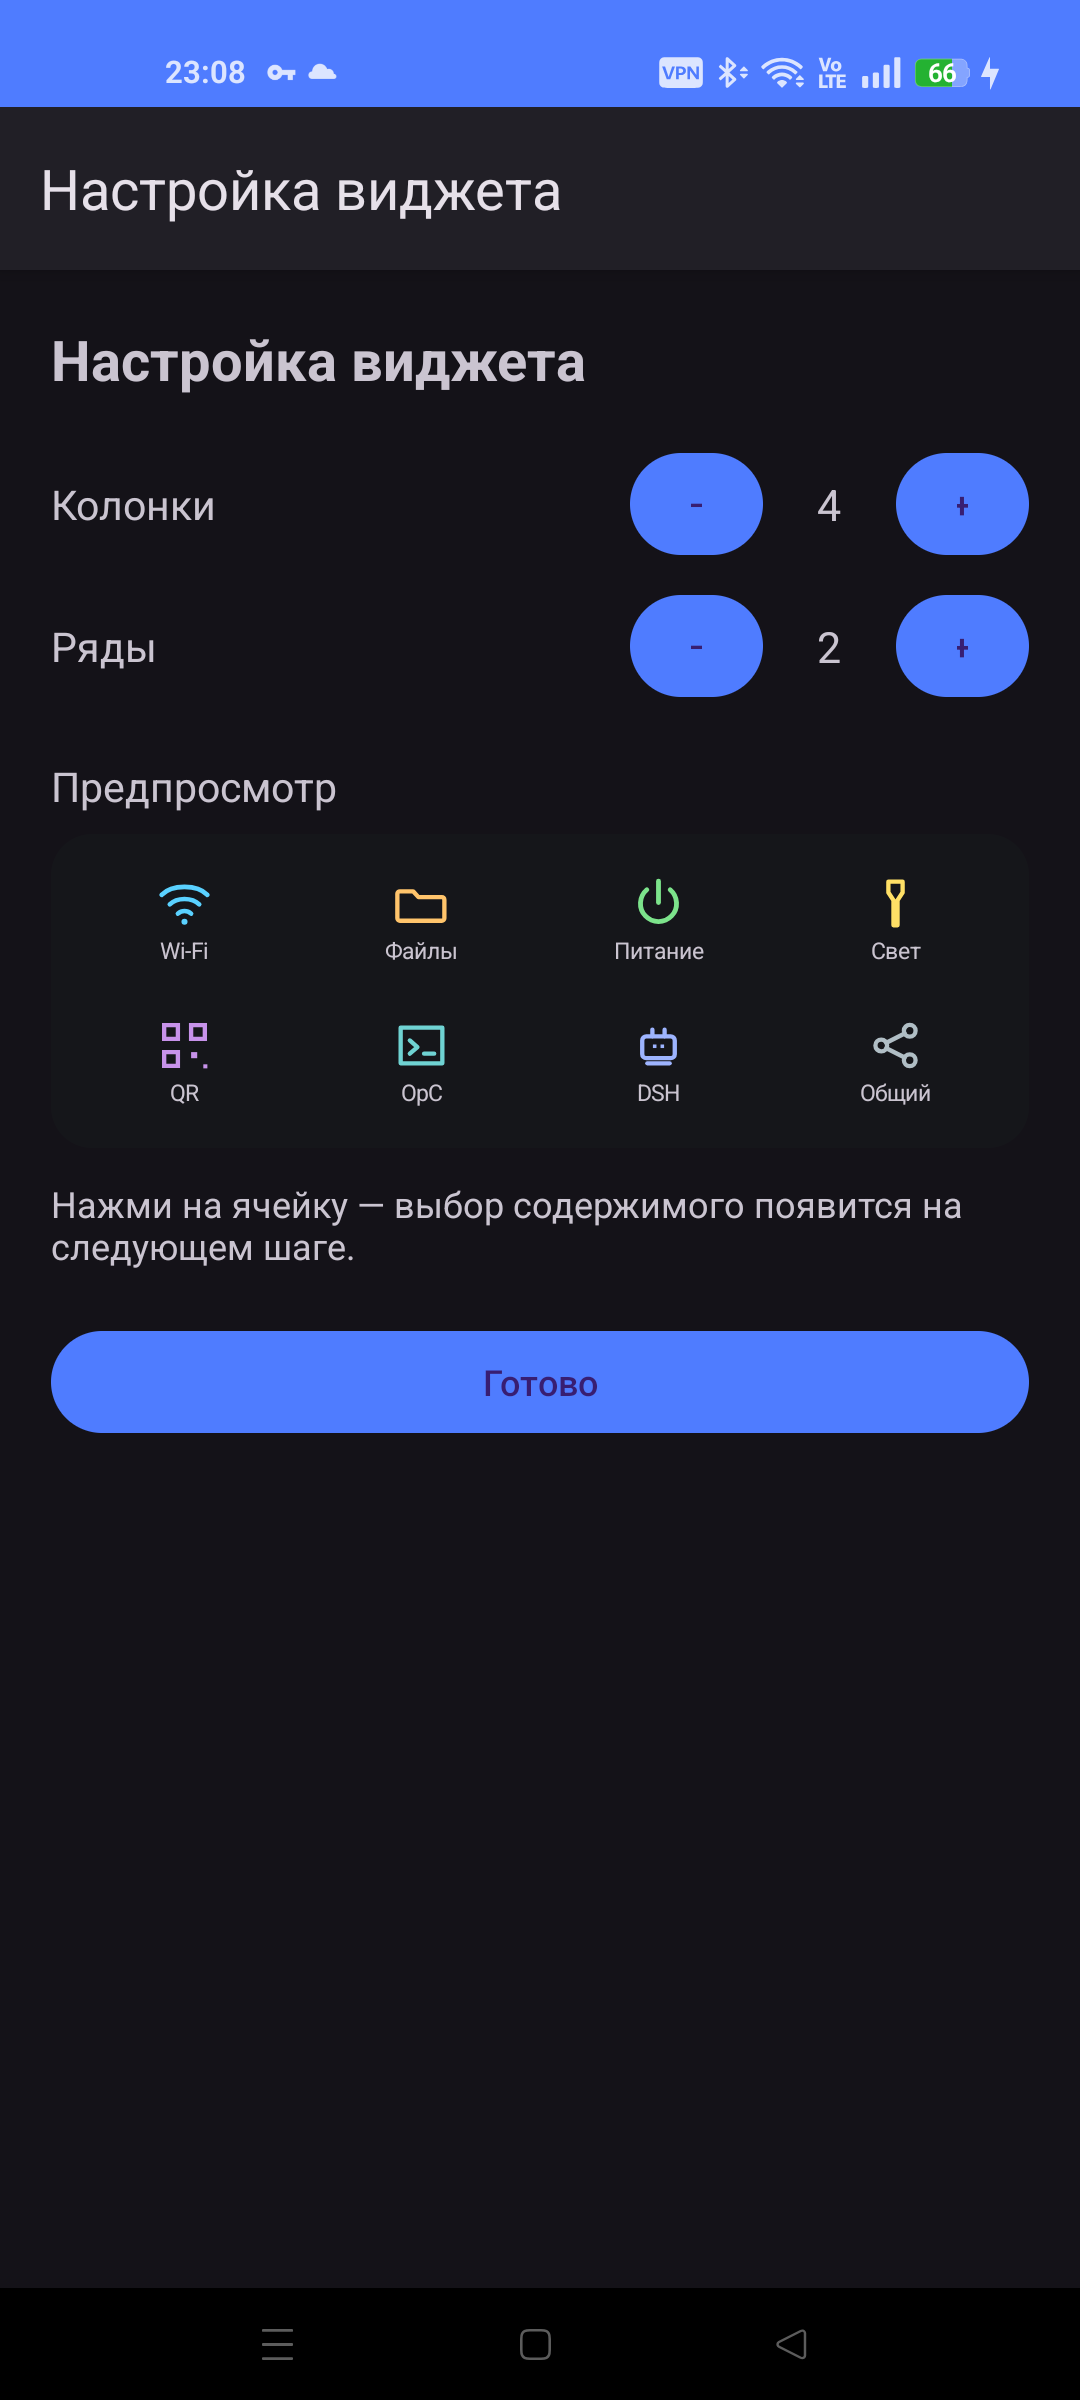 23:08 VPN Vo LTE 66
Настройка виджета
Настройка виджета
Колонки - 4 +
Ряды - 2 +
Предпросмотр
Wi-Fi Файлы Питание Свет
QR OpC DSH Общий
Нажми на ячейку — выбор содержимого появится на
следующем шаге.
Готово